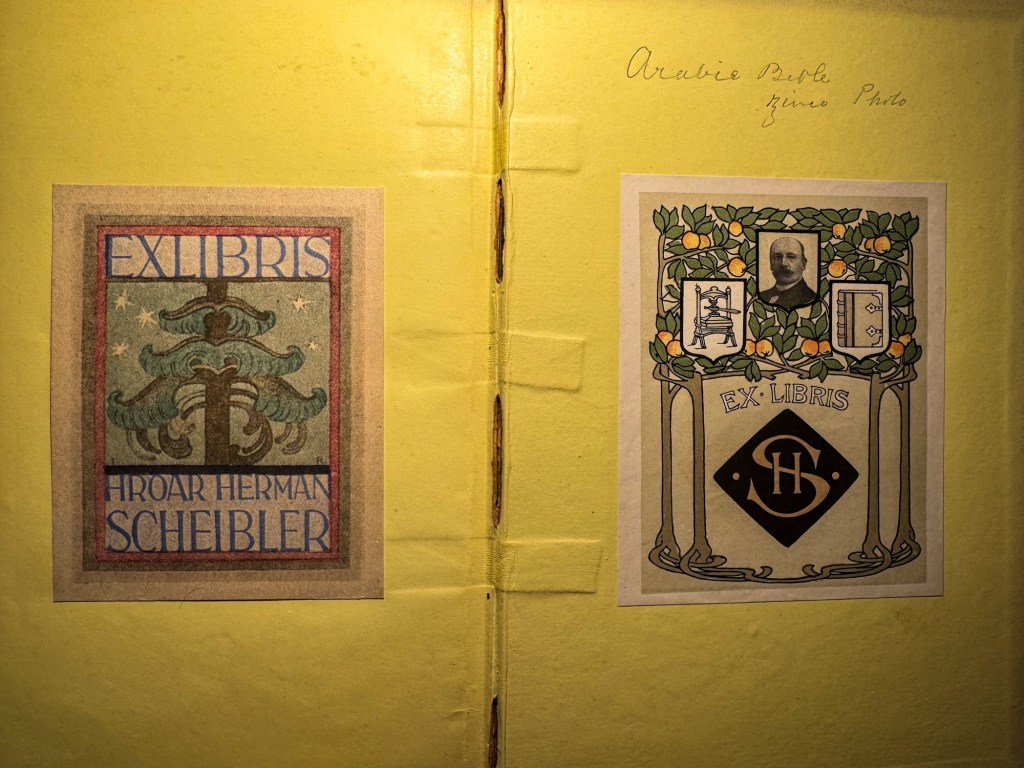 EXLIBRIS
HROAR HERMAN
SCHEIBLER
Arabic Bible
zinco Photo
EX·LIBRIS
SH